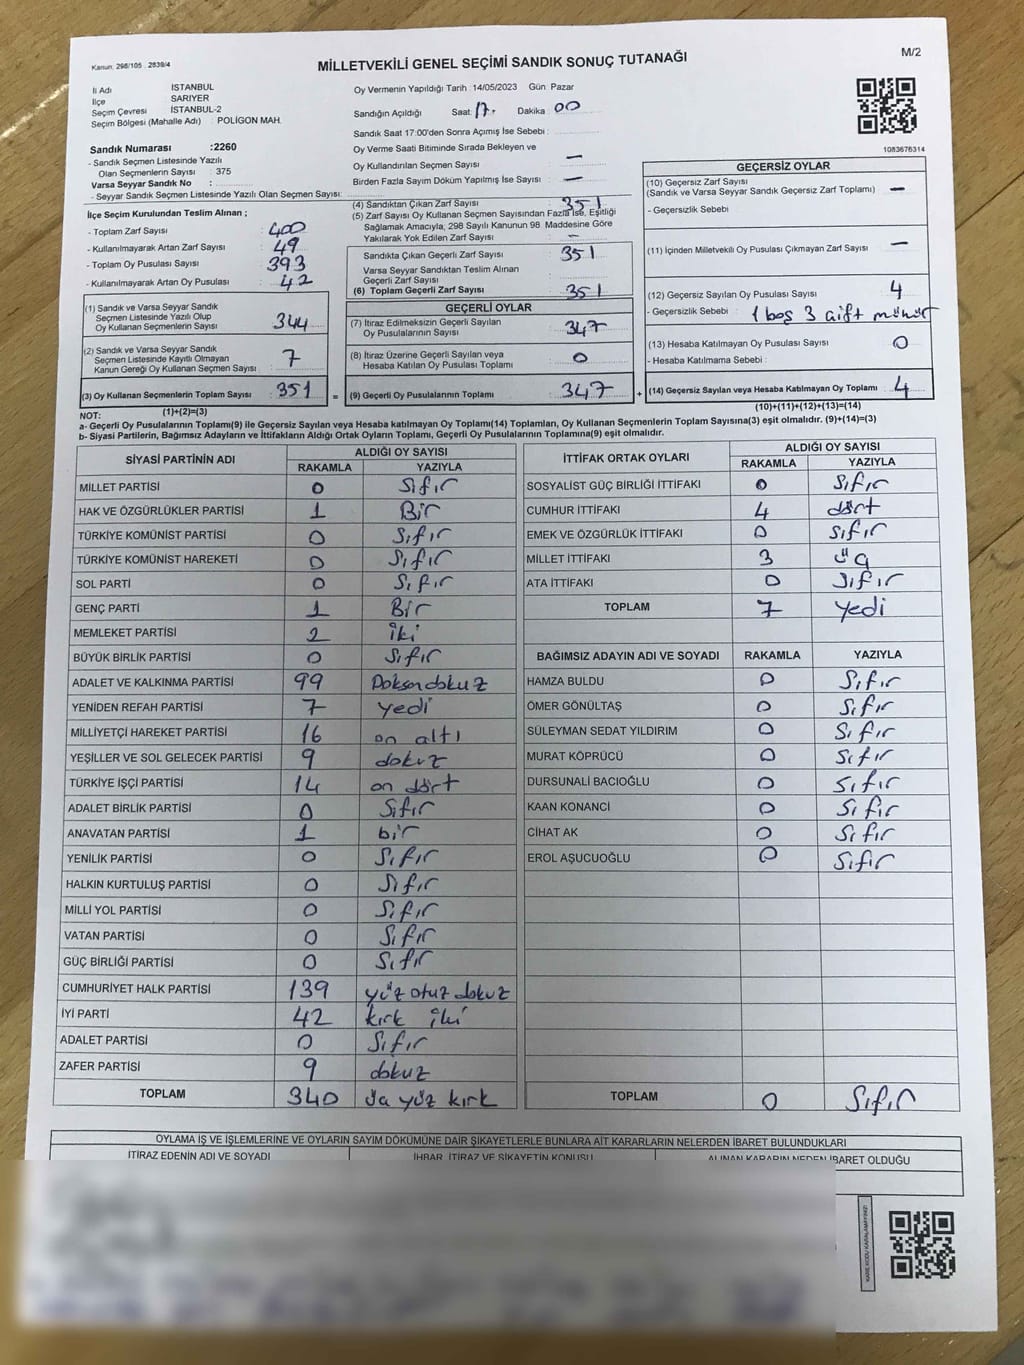 Kanun: 298/105 . 2839/4
M/2
MİLLETVEKİLİ GENEL SEÇİMİ SANDIK SONUÇ TUTANAĞI
İli Adı İSTANBUL
İlçe SARIYER
Seçim Çevresi İSTANBUL-2
Seçim Bölgesi (Mahalle Adı) : POLİGON MAH.
Sandık Numarası :2260
- Sandık Seçmen Listesinde Yazılı
Olan Seçmenlerin Sayısı : 375
Varsa Seyyar Sandık No :
- Seyyar Sandık Seçmen Listesinde Yazılı Olan Seçmen Sayısı:
Oy Vermenin Yapıldığı Tarih : 14/05/2023 Gün Pazar
Sandığın Açıldığı Saat: 17 Dakika 00
Sandık Saat 17:00'den Sonra Açımış İse Sebebi :
Oy Verme Saati Bitiminde Sırada Bekleyen ve
Oy Kullandırılan Seçmen Sayısı —
Birden Fazla Sayım Döküm Yapılmış İse Sayısı : —
1083676314
İlçe Seçim Kurulundan Teslim Alınan ;
- Toplam Zarf Sayısı : 400
- Kullanılmayarak Artan Zarf Sayısı : 49
- Toplam Oy Pusulası Sayısı : 393
- Kullanılmayarak Artan Oy Pusulası : 42
(1) Sandık ve Varsa Seyyar Sandık
Seçmen Listesinde Yazılı Olup
Oy Kullanan Seçmenlerin Sayısı : 344
(2) Sandık ve Varsa Seyyar Sandık
Seçmen Listesinde Kayıtlı Olmayan
Kanun Gereği Oy Kullanan Seçmen Sayısı : 7
(3) Oy Kullanan Seçmenlerin Toplam Sayısı : 351
(1)+(2)=(3)
(4) Sandıktan Çıkan Zarf Sayısı : 351
(5) Zarf Sayısı Oy Kullanan Seçmen Sayısından Fazla İse, Eşitliği
Sağlamak Amacıyla, 298 Sayılı Kanunun 98. Maddesine Göre
Yakılarak Yok Edilen Zarf Sayısı : —
Sandıkta Çıkan Geçerli Zarf Sayısı : 351
Varsa Seyyar Sandıktan Teslim Alınan
Geçerli Zarf Sayısı
(6) Toplam Geçerli Zarf Sayısı : 351
GEÇERLİ OYLAR
(7) İtiraz Edilmeksizin Geçerli Sayılan
Oy Pusulalarının Sayısı : 347
(8) İtiraz Üzerine Geçerli Sayılan veya
Hesaba Katılan Oy Pusulaları Toplamı : 0
= (9) Geçerli Oy Pusulalarının Toplamı : 347 +
GEÇERSİZ OYLAR
(10) Geçersiz Zarf Sayısı
(Sandık ve Varsa Seyyar Sandık Geçersiz Zarf Toplamı) : —
- Geçersizlik Sebebi
(11) İçinden Milletvekili Oy Pusulası Çıkmayan Zarf Sayısı : —
(12) Geçersiz Sayılan Oy Pusulası Sayısı : 4
- Geçersizlik Sebebi : 1 boş 3 çift mühür
(13) Hesaba Katılmayan Oy Pusulası Sayısı : 0
- Hesaba Katılmama Sebebi :
(14) Geçersiz Sayılan veya Hesaba Katılmayan Oy Toplamı : 4
(10)+(11)+(12)+(13)=(14)
NOT:
a- Geçerli Oy Pusulalarının Toplam(9) ile Geçersiz Sayılan veya Hesaba katılmayan Oy Toplamı(14) Toplamları, Oy Kullanan Seçmenlerin Toplam Sayısına(3) eşit olmalıdır. (9)+(14)=(3)
b- Siyasi Partilerin, Bağımsız Adayların ve İttifakların Aldığı Ortak Oyların Toplamı, Geçerli Oy Pusulalarının Toplamına(9) eşit olmalıdır.
SİYASİ PARTİNİN ADI ALDIĞI OY SAYISI
RAKAMLA YAZIYLA
MİLLET PARTİSİ 0 Sıfır
HAK VE ÖZGÜRLÜKLER PARTİSİ 1 Bir
TÜRKİYE KOMÜNİST PARTİSİ 0 Sıfır
TÜRKİYE KOMÜNİST HAREKETİ 0 Sıfır
SOL PARTİ 0 Sıfır
GENÇ PARTİ 1 Bir
MEMLEKET PARTİSİ 2 iki
BÜYÜK BİRLİK PARTİSİ 0 Sıfır
ADALET VE KALKINMA PARTİSİ 99 Doksandokuz
YENİDEN REFAH PARTİSİ 7 yedi
MİLLİYETÇİ HAREKET PARTİSİ 16 on altı
YEŞİLLER VE SOL GELECEK PARTİSİ 9 dokuz
TÜRKİYE İŞÇİ PARTİSİ 14 on dört
ADALET BİRLİK PARTİSİ 0 Sıfır
ANAVATAN PARTİSİ 1 bir
YENİLİK PARTİSİ 0 Sıfır
HALKIN KURTULUŞ PARTİSİ 0 Sıfır
MİLLİ YOL PARTİSİ 0 Sıfır
VATAN PARTİSİ 0 Sıfır
GÜÇ BİRLİĞİ PARTİSİ 0 Sıfır
CUMHURİYET HALK PARTİSİ 139 yüz otuz dokuz
İYİ PARTİ 42 kırk iki
ADALET PARTİSİ 0 Sıfır
ZAFER PARTİSİ 9 dokuz
TOPLAM 340 üç yüz kırk
İTTİFAK ORTAK OYLARI ALDIĞI OY SAYISI
RAKAMLA YAZIYLA
SOSYALİST GÜÇ BİRLİĞİ İTTİFAKI 0 Sıfır
CUMHUR İTTİFAKI 4 dört
EMEK VE ÖZGÜRLÜK İTTİFAKI 0 Sıfır
MİLLET İTTİFAKI 3 üç
ATA İTTİFAKI 0 Sıfır
TOPLAM 7 yedi
BAĞIMSIZ ADAYIN ADI VE SOYADI RAKAMLA YAZIYLA
HAMZA BULDU 0 Sıfır
ÖMER GÖNÜLTAŞ 0 Sıfır
SÜLEYMAN SEDAT YILDIRIM 0 Sıfır
MURAT KÖPRÜCÜ 0 Sıfır
DURSUNALİ BACIOĞLU 0 Sıfır
KAAN KONANCİ 0 Sıfır
CİHAT AK 0 Sıfır
EROL AŞUCUOĞLU 0 Sıfır
TOPLAM 0 Sıfır
OYLAMA İŞ VE İŞLEMLERİNE VE OYLARIN SAYIM DÖKÜMÜNE DAİR ŞİKAYETLERLE BUNLARA AİT KARARLARIN NELERDEN İBARET BULUNDUKLARI
İTİRAZ EDENİN ADI VE SOYADI İHBAR, İTİRAZ VE ŞİKAYETİN KONUSU ALINAN KARARIN NEDEN İBARET OLDUĞU
KARE KODU KARALAMAYINIZ!